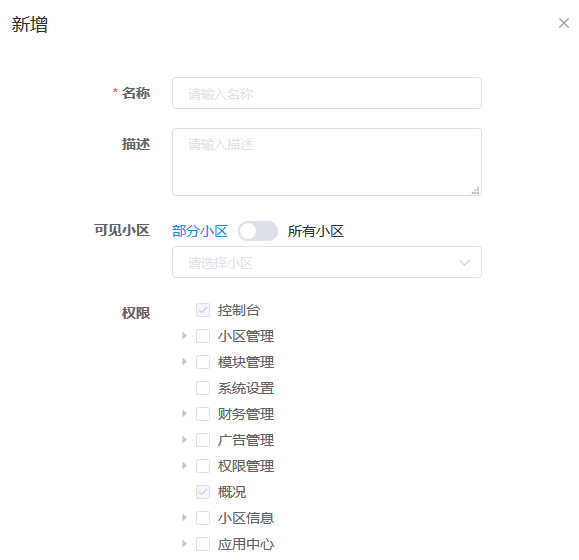 新增
* 名称 请输入名称
描述 请输入描述
可见小区 部分小区 所有小区
请选择小区
权限 控制台
小区管理
模块管理
系统设置
财务管理
广告管理
权限管理
概况
小区信息
应用中心